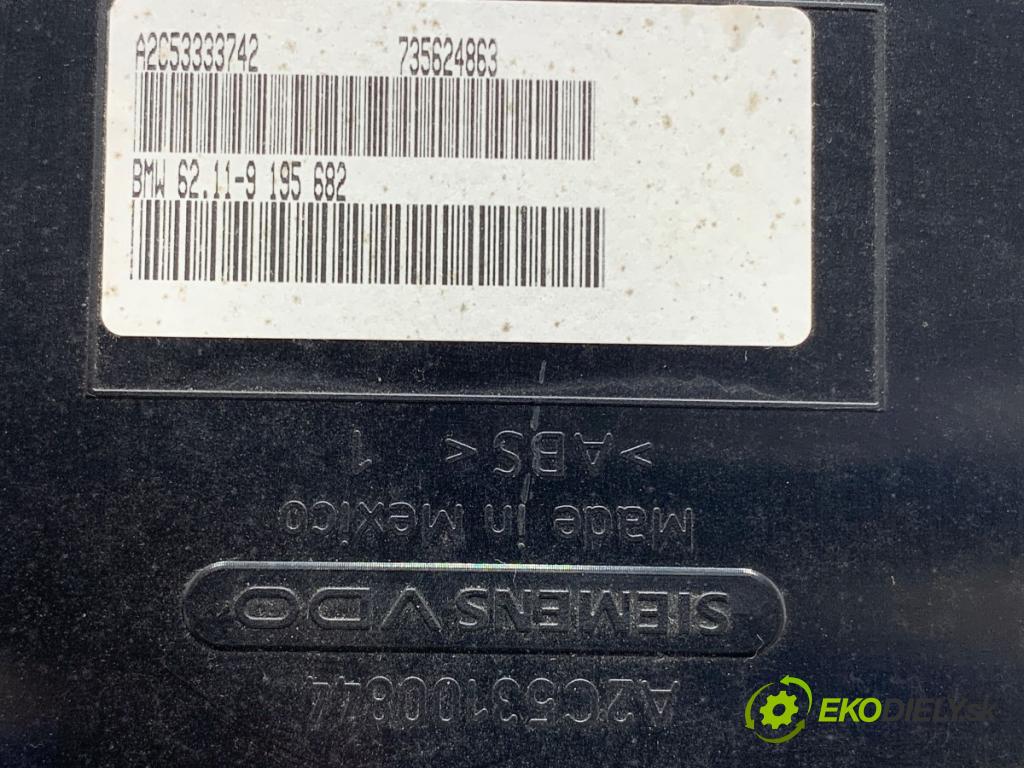 A2C53333742 735624863
BMW 62.11-9 195 682
>ABS< 1
Made in Mexico
SIEMENS VDO
A2C53100844
EKODIELY.sk